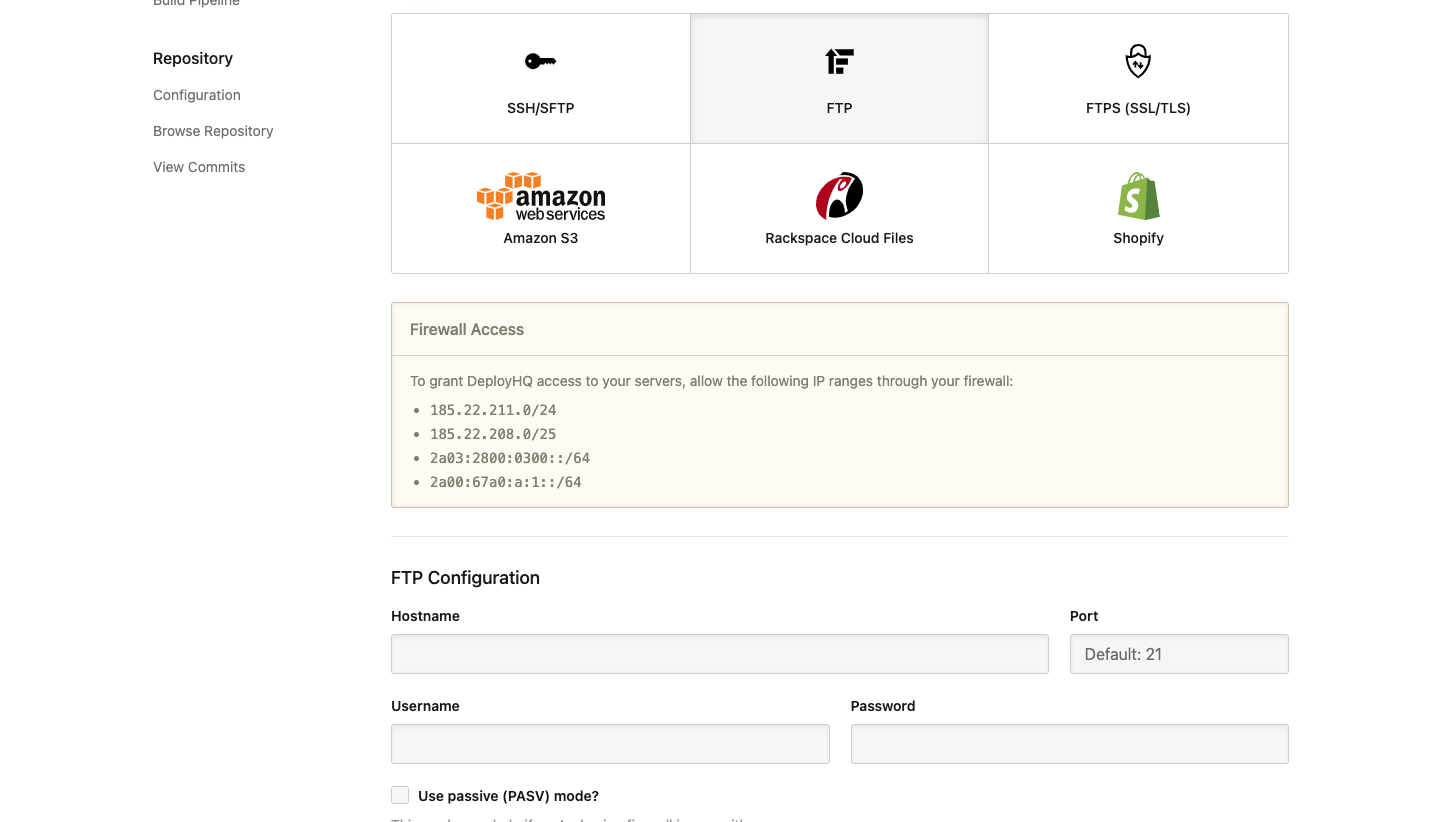 Build Pipeline
Repository
Configuration
Browse Repository
View Commits
SSH/SFTP
FTP
FTPS (SSL/TLS)
amazon
web services
Amazon S3
Rackspace Cloud Files
Shopify
Firewall Access
To grant DeployHQ access to your servers, allow the following IP ranges through your firewall:
185.22.211.0/24
185.22.208.0/25
2a03:2800:0300::/64
2a00:67a0:a:1::/64
FTP Configuration
Hostname
Port
Default: 21
Username
Password
Use passive (PASV) mode?